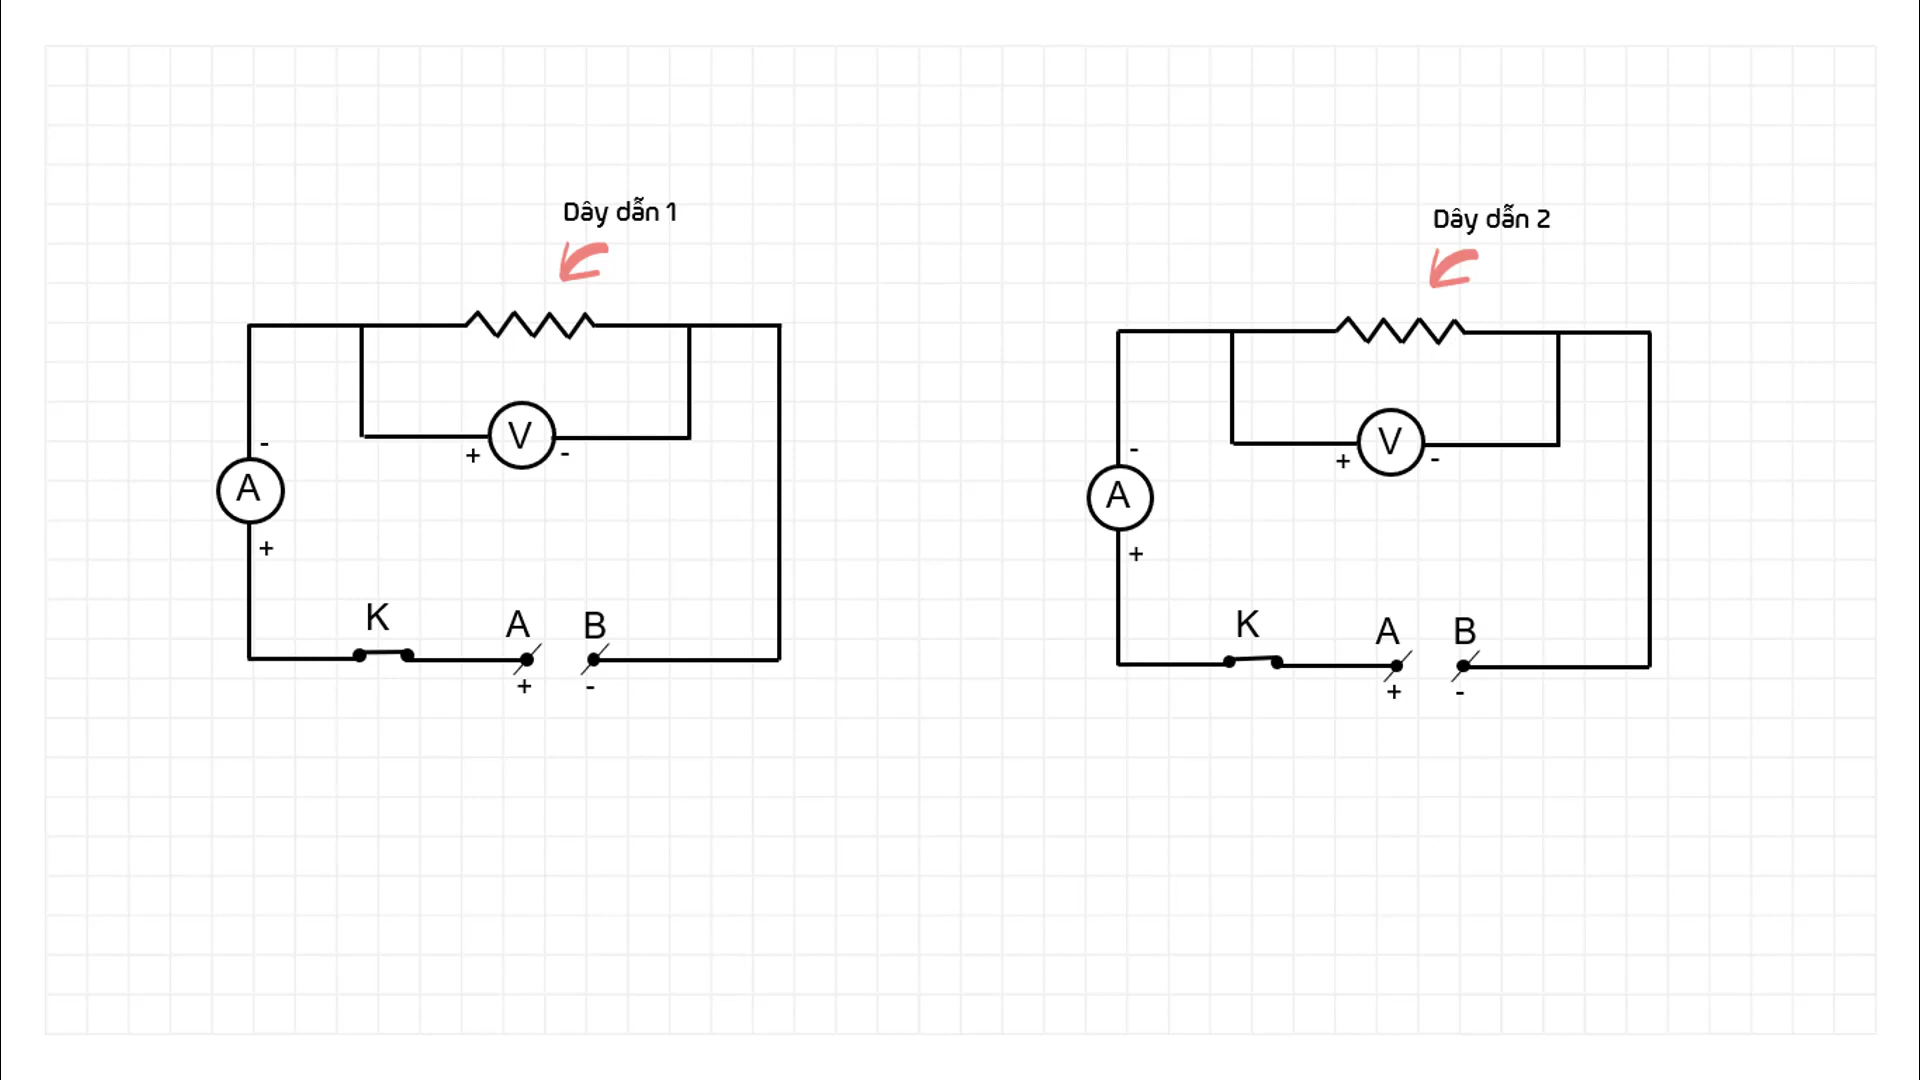 Dây dẫn 1
V
+ -
-
A
+
K A B
+ -
Dây dẫn 2
V
+ -
-
A
+
K A B
+ -